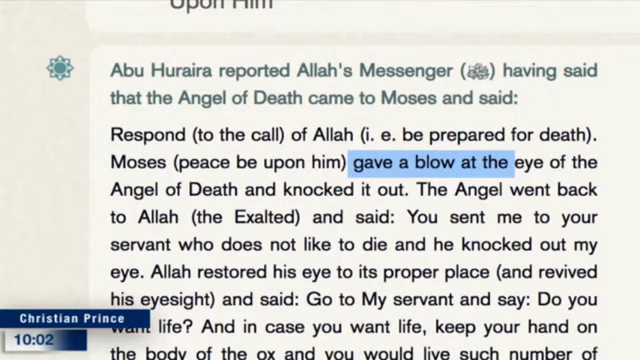 Upon Him
Abu Huraira reported Allah's Messenger (ﷺ) having said
that the Angel of Death came to Moses and said:
Respond (to the call) of Allah (i. e. be prepared for death).
Moses (peace be upon him) gave a blow at the eye of the
Angel of Death and knocked it out. The Angel went back
to Allah (the Exalted) and said: You sent me to your
servant who does not like to die and he knocked out my
eye. Allah restored his eye to its proper place (and revived
his eyesight) and said: Go to My servant and say: Do you
want life? And in case you want life, keep your hand on
the body of the ox and you would live such number of
Christian Prince
10:02